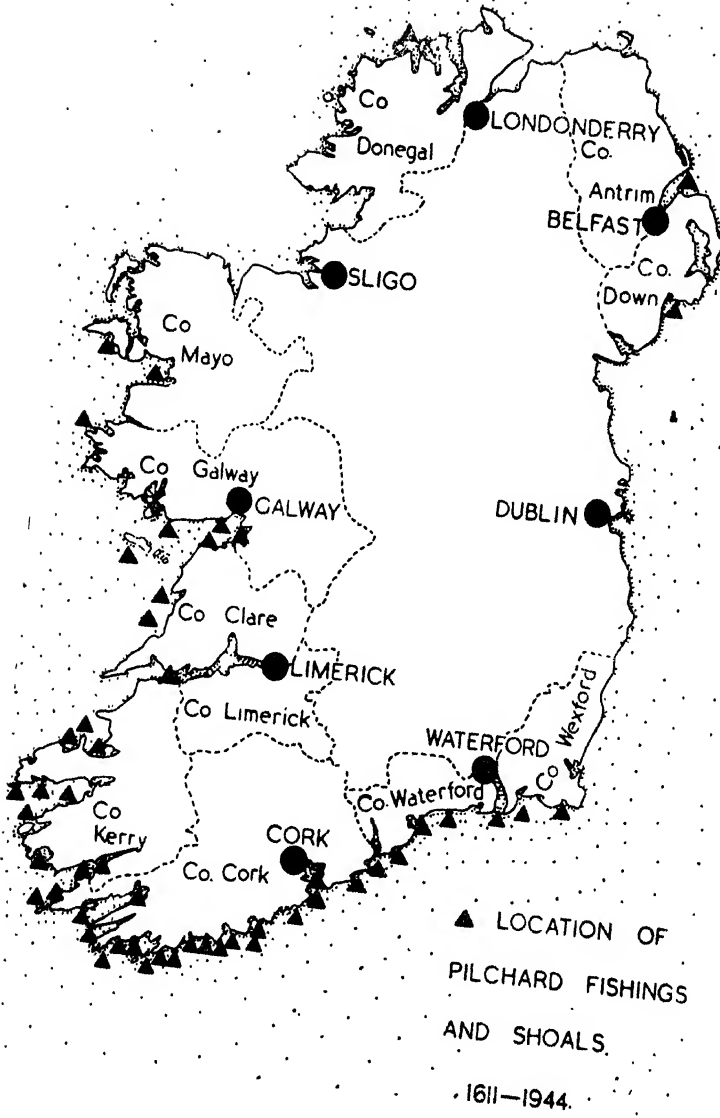 Co
Donegal
LONDONDERRY
Co.
Antrim
BELFAST
Co.
Down
SLIGO
Co
Mayo
Co Galway
GALWAY
DUBLIN
Co Clare
LIMERICK
Co Limerick
Co Wexford
WATERFORD
Co. Waterford
Co
Kerry
CORK
Co. Cork
▲ LOCATION OF
PILCHARD FISHINGS
AND SHOALS.
1611—1944.